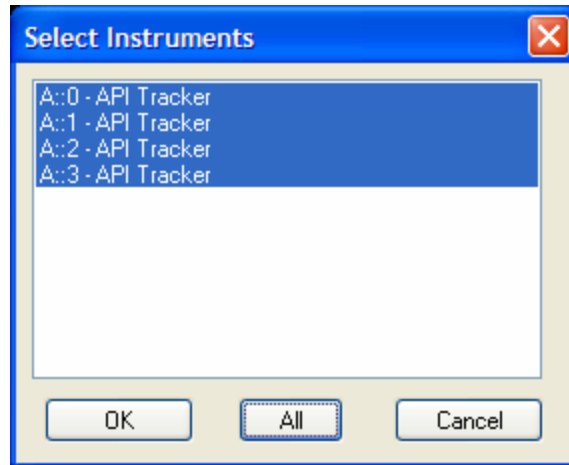 Select Instruments
A::0 - API Tracker
A::1 - API Tracker
A::2 - API Tracker
A::3 - API Tracker
OK All Cancel